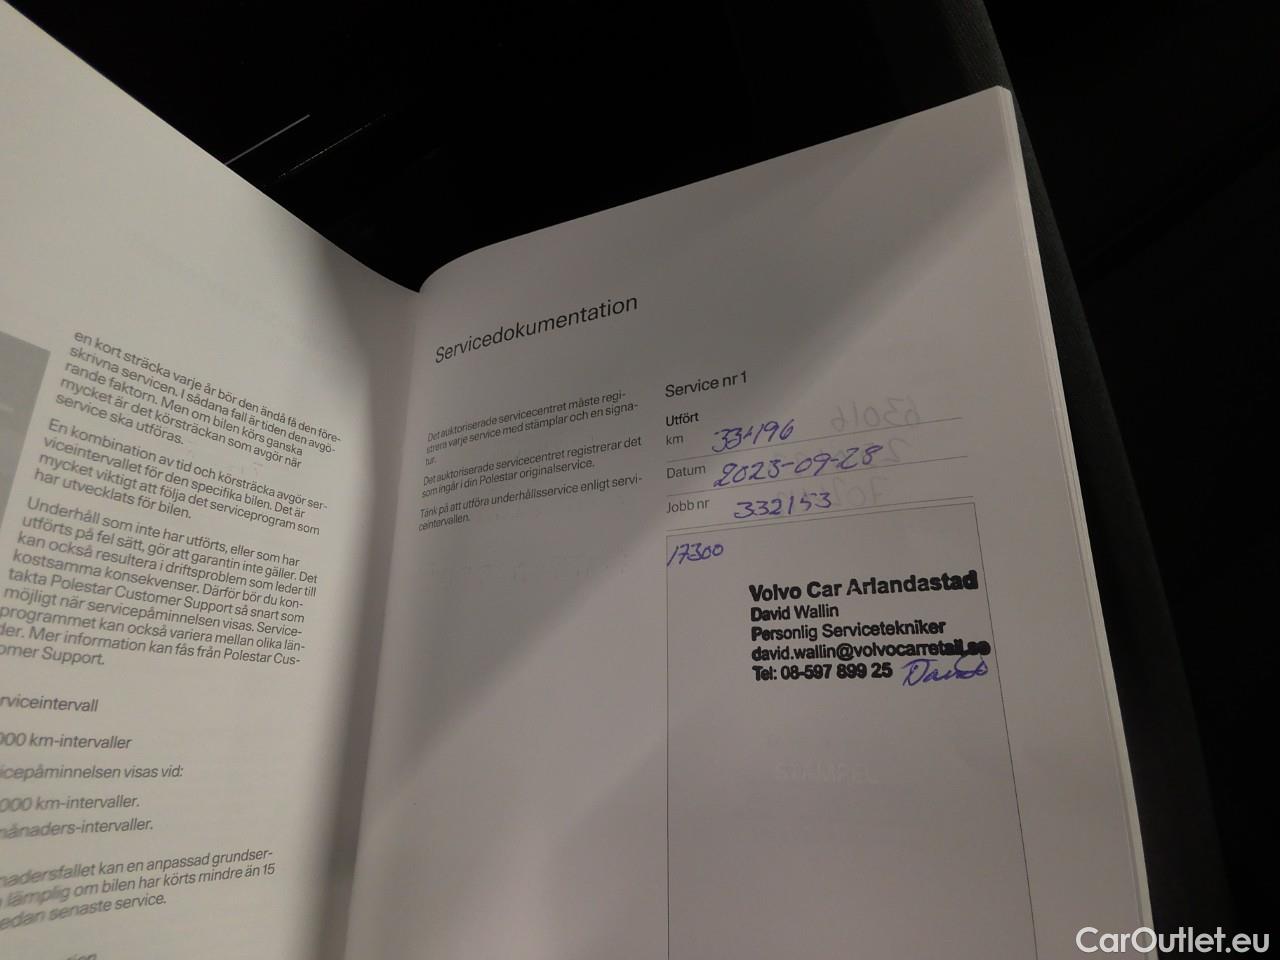 en kort sträcka varje år bör den ändå få den före-
skrivna servicen. I sådana fall är tiden den avgö-
rande faktorn. Men om bilen körs ganska
mycket är det körsträckan som avgör när
service ska utföras.
En kombination av tid och körsträcka avgör ser-
viceintervallet för den specifika bilen. Det är
mycket viktigt att följa det serviceprogram som
har utvecklats för bilen.
Underhåll som inte har utförts, eller som har
utförts på fel sätt, gör att garantin inte gäller. Det
kan också resultera i driftsproblem som leder till
kostsamma konsekvenser. Därför bör du kon-
takta Polestar Customer Support så snart som
möjligt när servicepåminnelsen visas. Service-
programmet kan också variera mellan olika län-
der. Mer information kan fås från Polestar Cus-
omer Support.
rviceintervall
000 km-intervaller
icepåminnelsen visas vid:
000 km-intervaller.
månaders-intervaller.
nadersfallet kan en anpassad grundser-
lämplig om bilen har körts mindre än 15
sedan senaste service.
Servicedokumentation
Det auktoriserade servicecentret måste regi-
strera varje service med stämplar och en signa-
tur.
Det auktoriserade servicecentret registrerar det
som ingår i din Polestar originalservice.
Tänk på att utföra underhållsservice enligt servi-
ceintervallen.
Service nr 1
Utfört
km 33496
Datum 2023-09-28
Jobb nr 332153
17300
Volvo Car Arlandastad
David Wallin
Personlig Servicetekniker
david.wallin@volvocarretail.se
Tel: 08-597 899 25 David
STÄMPEL
CarOutlet.eu